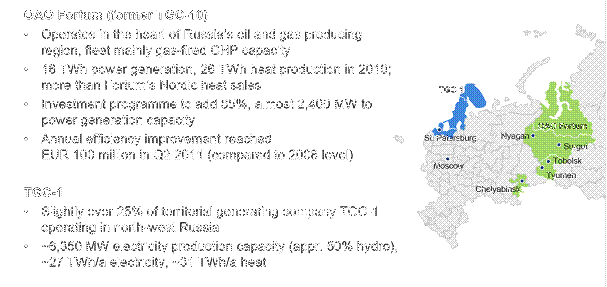 OAO Fortum (former TGC-10)
• Operates in the heart of Russia's oil and gas producing
region, fleet mainly gas-fired CHP capacity
• 16 TWh power generation, 26 TWh heat production in 2010;
more than Fortum's Nordic heat sales
• Investment programme to add 85%, almost 2,400 MW to
power generation capacity
• Annual efficiency improvement reached
EUR 100 million in Q3 2011 (compared to 2008 level)
TGC-1
• Slightly over 25% of territorial generating company TGC-1
operating in north-west Russia
• MW electricity production capacity (appr. 50% hydro),
~27 TWh/a electricity, ~31 TWh/a heat
TGC-1
OAO Fortum
St. Petersburg
Nyagan
Surgut
Moscow
Tobolsk
Tyumen
Chelyabinsk